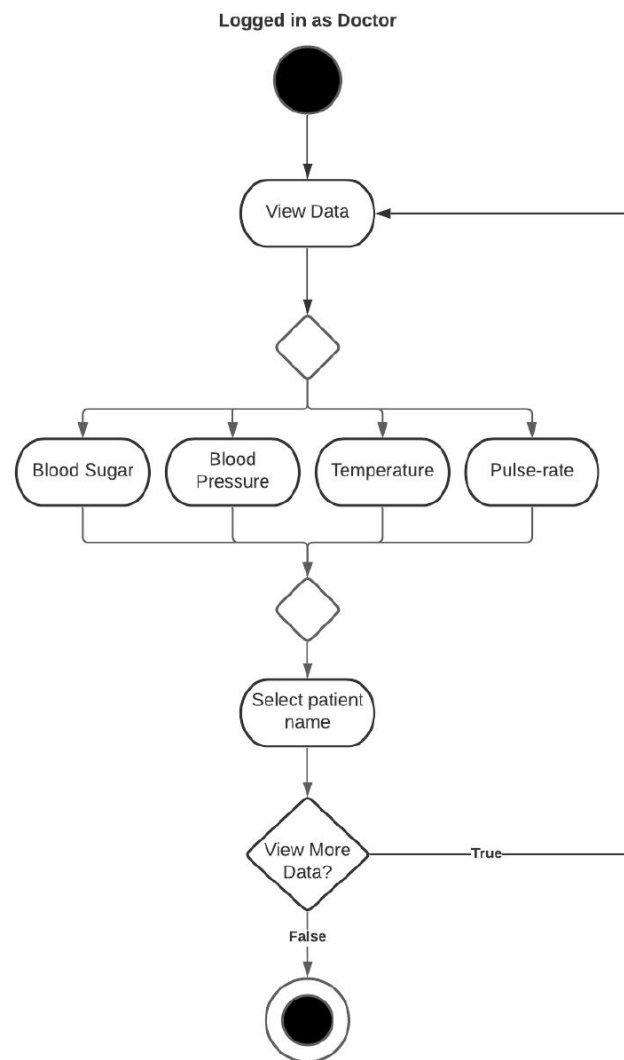 Logged in as Doctor
View Data
Blood Sugar
Blood
Pressure
Temperature
Pulse-rate
Select patient
name
View More
Data?
True
False